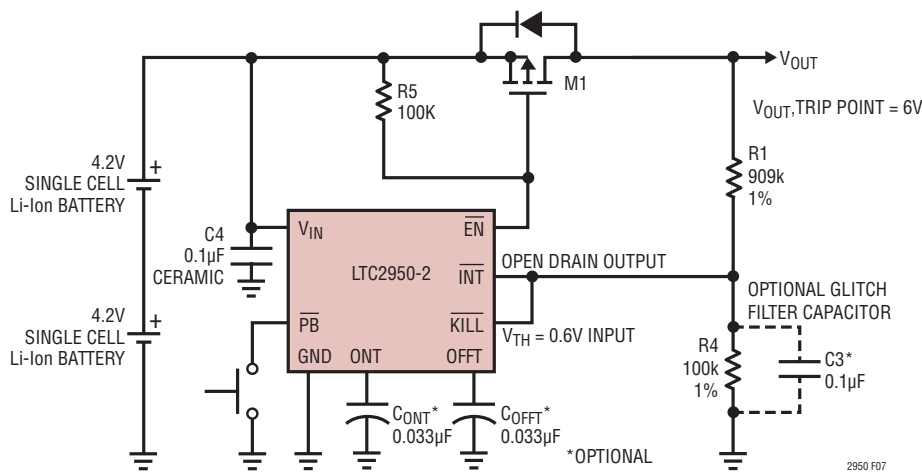 VOUT
M1
R5
100K
VOUT,TRIP POINT = 6V
R1
909k
1%
4.2V
SINGLE CELL
Li-Ion BATTERY
+
C4
0.1µF
CERAMIC
VIN
EN
LTC2950-2
INT
OPEN DRAIN OUTPUT
KILL
VTH = 0.6V INPUT
PB
GND
ONT
OFFT
4.2V
SINGLE CELL
Li-Ion BATTERY
+
OPTIONAL GLITCH
FILTER CAPACITOR
R4
100k
1%
C3*
0.1µF
CONT*
0.033µF
COFFT*
0.033µF
*OPTIONAL
2950 F07